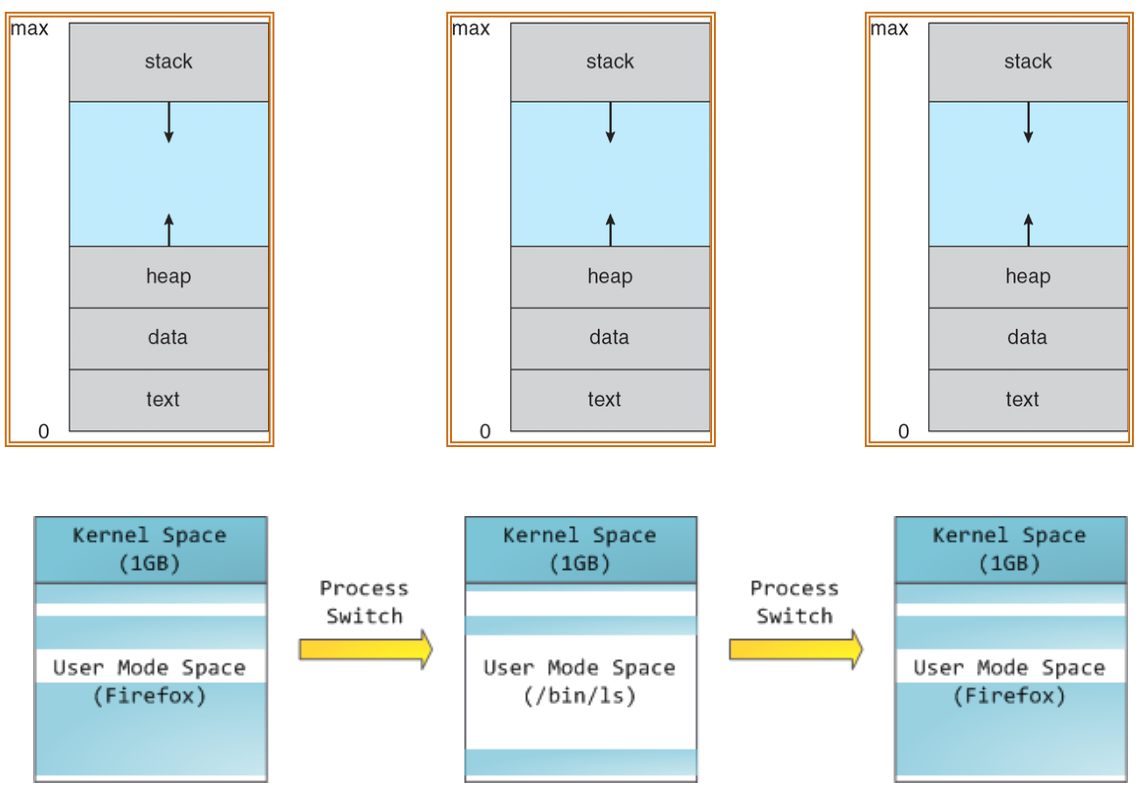 max
stack
heap
data
text
0
max
stack
heap
data
text
0
max
stack
heap
data
text
0
Kernel Space
(1GB)
User Mode Space
(Firefox)
Process
Switch
Kernel Space
(1GB)
User Mode Space
(/bin/ls)
Process
Switch
Kernel Space
(1GB)
User Mode Space
(Firefox)